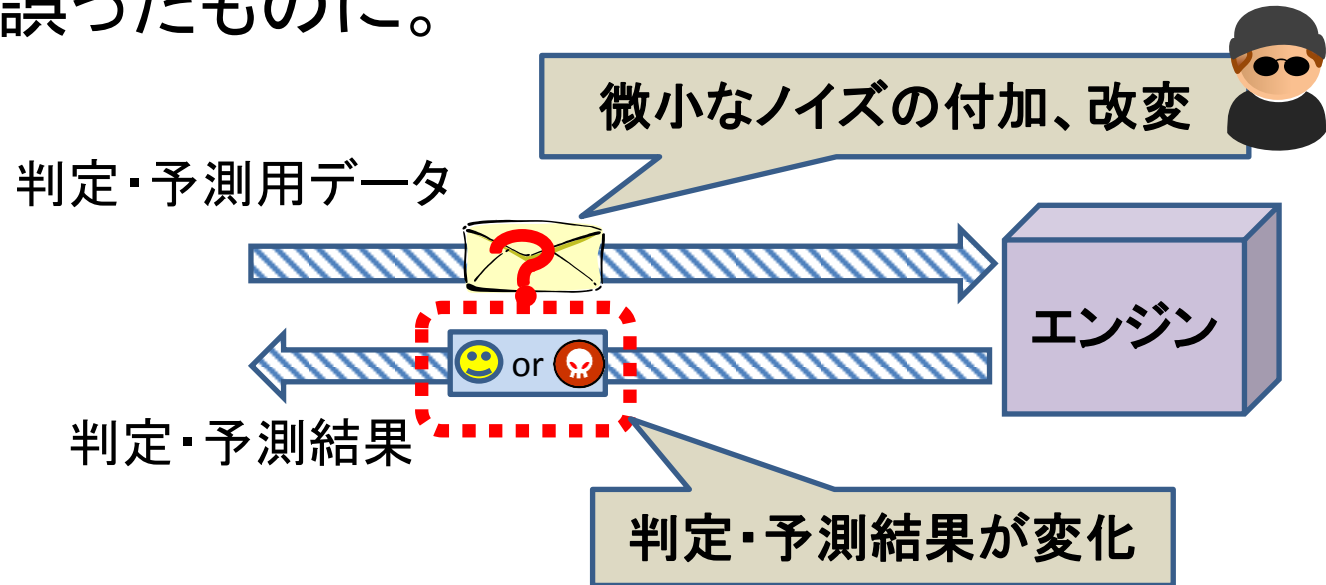 誤ったものに。
微小なノイズの付加、改変
判定・予測用データ
?
エンジン
or
判定・予測結果
判定・予測結果が変化